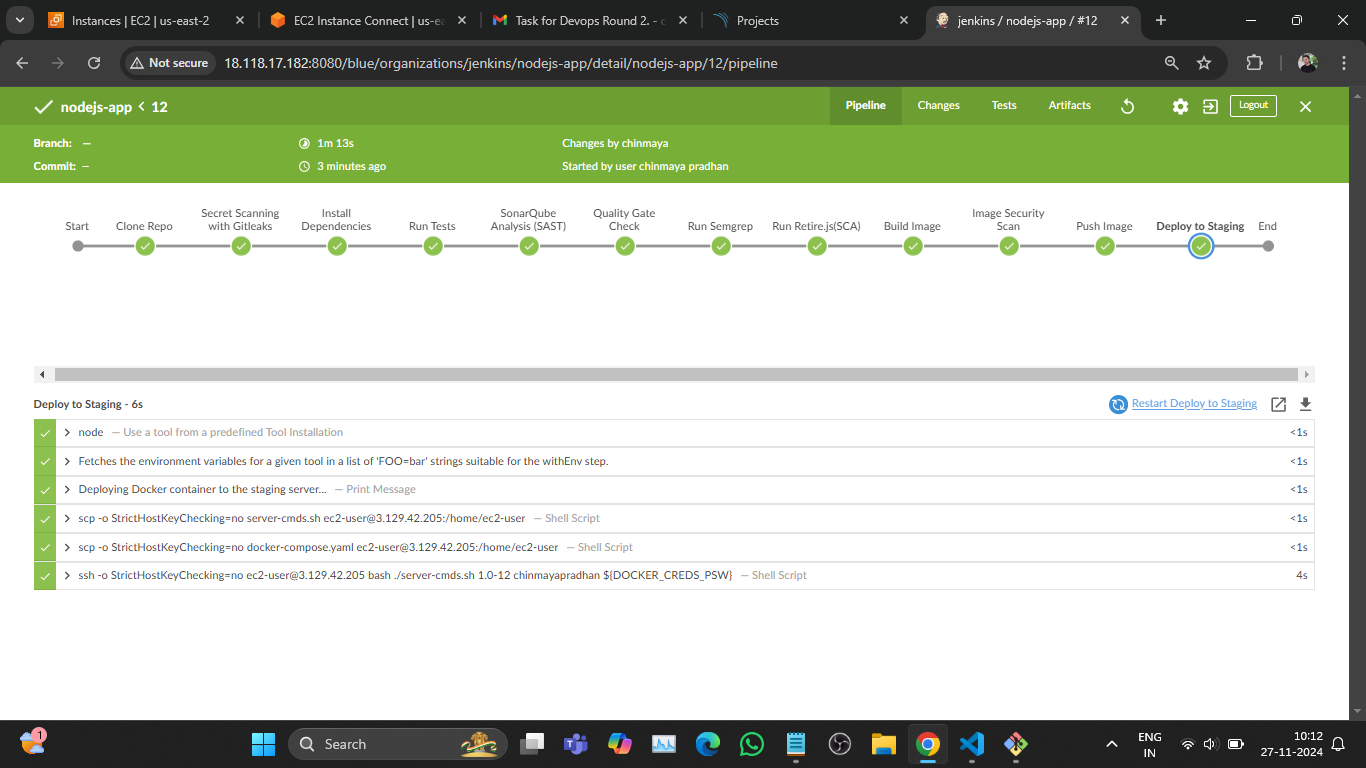 Instances | EC2 | us-east-2
EC2 Instance Connect | us-ea
Task for Devops Round 2. - c
Projects
jenkins / nodejs-app / #12
Not secure
18.118.17.182:8080/blue/organizations/jenkins/nodejs-app/detail/nodejs-app/12/pipeline
nodejs-app < 12
Pipeline
Changes
Tests
Artifacts
Logout
Branch: —
1m 13s
Changes by chinmaya
Commit: —
3 minutes ago
Started by user chinmaya pradhan
Start
Clone Repo
Secret Scanning
with Gitleaks
Install
Dependencies
Run Tests
SonarQube
Analysis (SAST)
Quality Gate
Check
Run Semgrep
Run Retire.js(SCA)
Build Image
Image Security
Scan
Push Image
Deploy to Staging
End
Deploy to Staging - 6s
Restart Deploy to Staging
node — Use a tool from a predefined Tool Installation <1s
Fetches the environment variables for a given tool in a list of 'FOO=bar' strings suitable for the withEnv step. <1s
Deploying Docker container to the staging server... — Print Message <1s
scp -o StrictHostKeyChecking=no server-cmds.sh ec2-user@3.129.42.205:/home/ec2-user — Shell Script <1s
scp -o StrictHostKeyChecking=no docker-compose.yaml ec2-user@3.129.42.205:/home/ec2-user — Shell Script <1s
ssh -o StrictHostKeyChecking=no ec2-user@3.129.42.205 bash ./server-cmds.sh 1.0-12 chinmayapradhan ${DOCKER_CREDS_PSW} — Shell Script 4s
1
Search
ENG
IN
10:12
27-11-2024